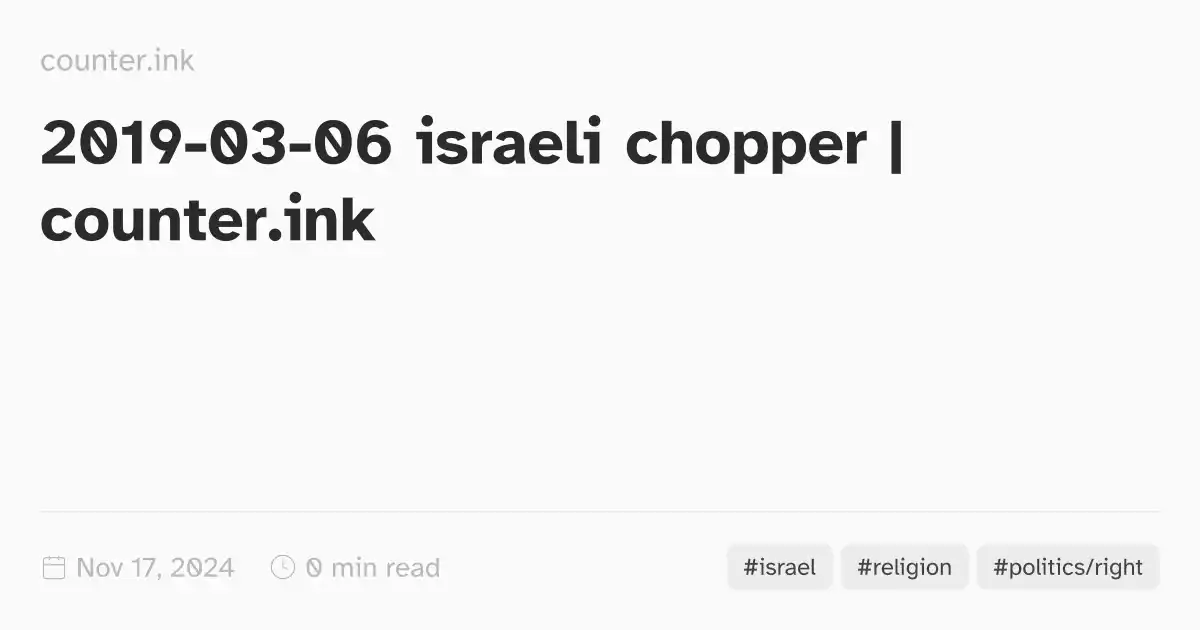 counter.ink
2019-03-06 israeli chopper |
counter.ink
Nov 17, 2024 0 min read #israel #religion #politics/right